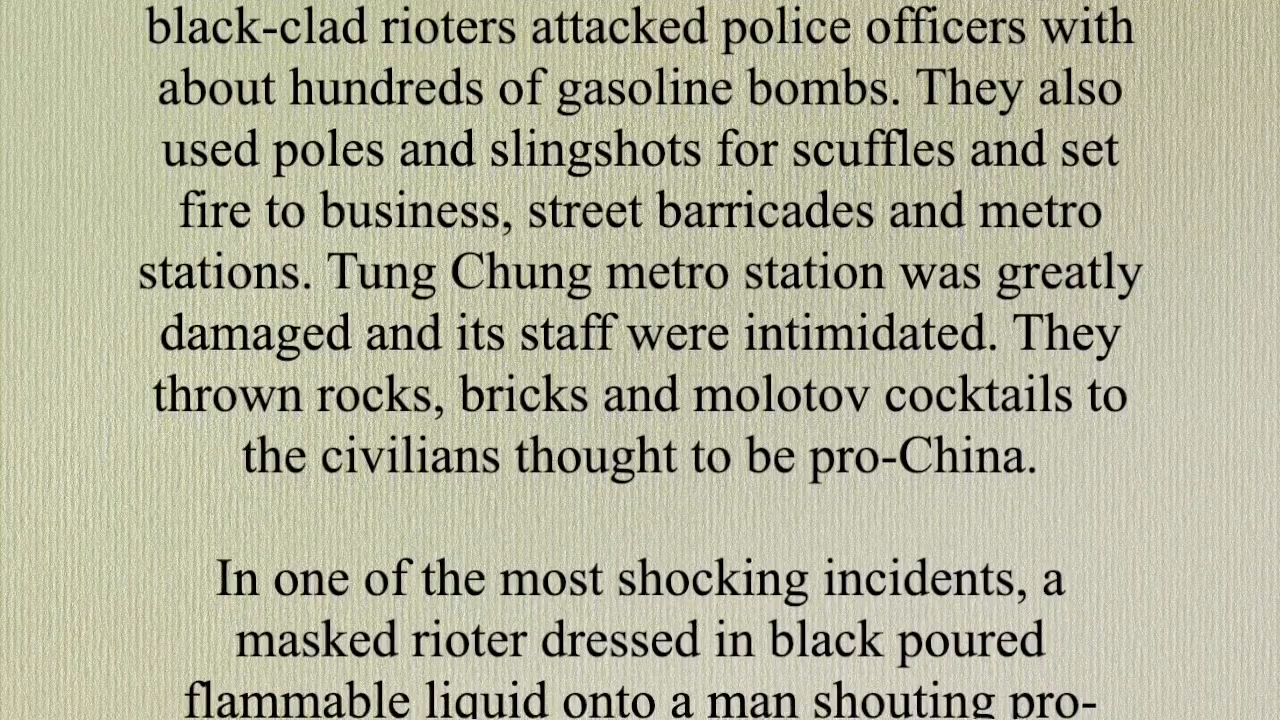 black-clad rioters attacked police officers with
about hundreds of gasoline bombs. They also
used poles and slingshots for scuffles and set
fire to business, street barricades and metro
stations. Tung Chung metro station was greatly
damaged and its staff were intimidated. They
thrown rocks, bricks and molotov cocktails to
the civilians thought to be pro-China.
In one of the most shocking incidents, a
masked rioter dressed in black poured
flammable liquid onto a man shouting pro-